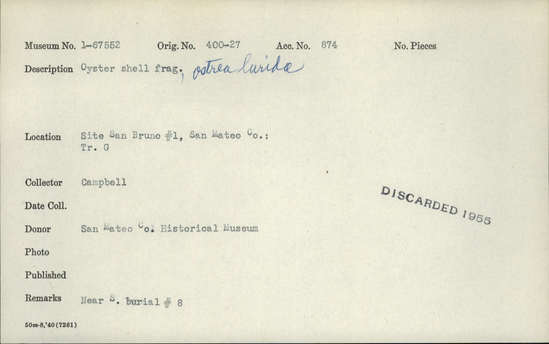 Museum No. 1-67552 Orig. No. 400-27 Acc. No. 874 No. Pieces
Description Oyster shell frag; ostrea lurida
Location Site San Bruno #1, San Mateo Co.:
Tr. G
Collector Campbell
Date Coll.
DISCARDED 1955
Donor San Mateo Co. Historical Museum
Photo
Published
Remarks Near S. burial # 8
50m-8,'40 (7261)